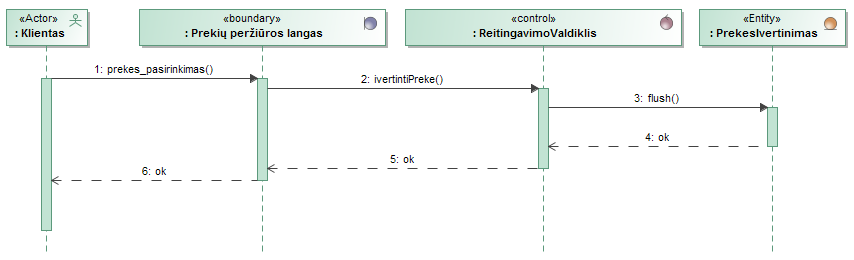 «Actor»
: Klientas
«boundary»
: Prekių peržiūros langas
«control»
: ReitingavimoValdiklis
«Entity»
: PrekesIvertinimas
1: prekes_pasirinkimas()
2: ivertintiPreke()
3: flush()
4: ok
5: ok
6: ok